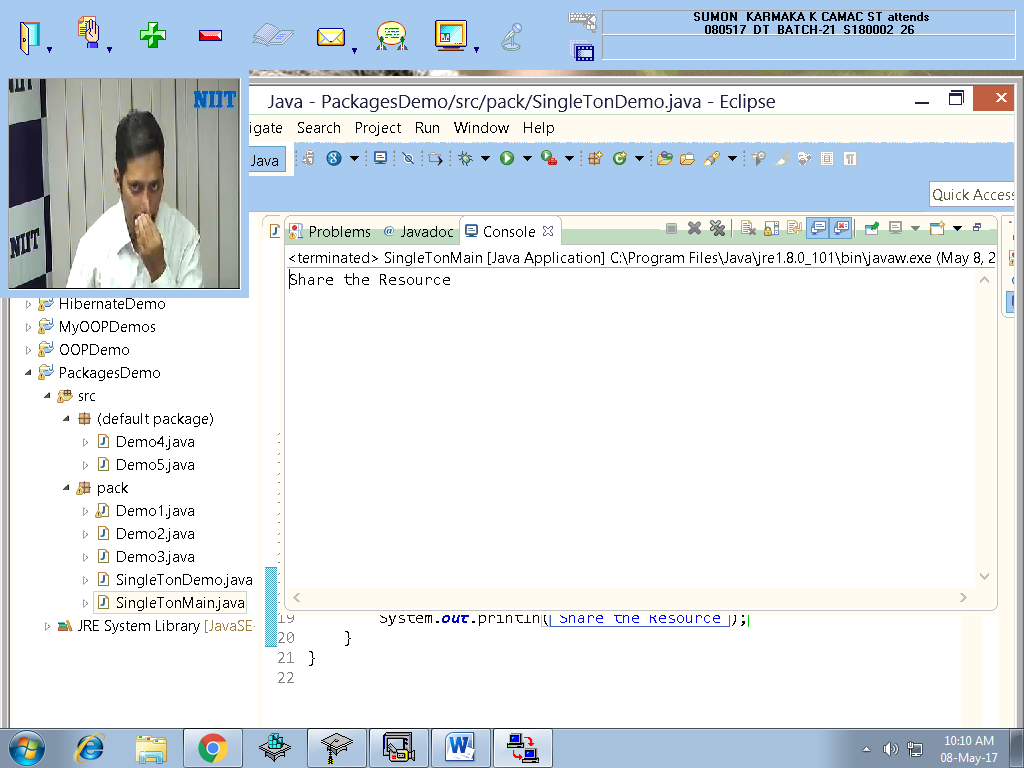 SUMON KARMAKA K CAMAC ST attends
080517 DT BATCH-21 S180002 26
NIIT
NIIT
Java - PackagesDemo/src/pack/SingleTonDemo.java - Eclipse
igate Search Project Run Window Help
Java
Quick Access
Problems @ Javadoc Console
<terminated> SingleTonMain [Java Application] C:\Program Files\Java\jre1.8.0_101\bin\javaw.exe (May 8, 2
Share the Resource
HibernateDemo
MyOOPDemos
OOPDemo
PackagesDemo
src
(default package)
Demo4.java
Demo5.java
pack
Demo1.java
Demo2.java
Demo3.java
SingleTonDemo.java
SingleTonMain.java
JRE System Library [JavaSE-
19 System.out.println("Share the Resource");
20 }
21 }
22
10:10 AM
08-May-17